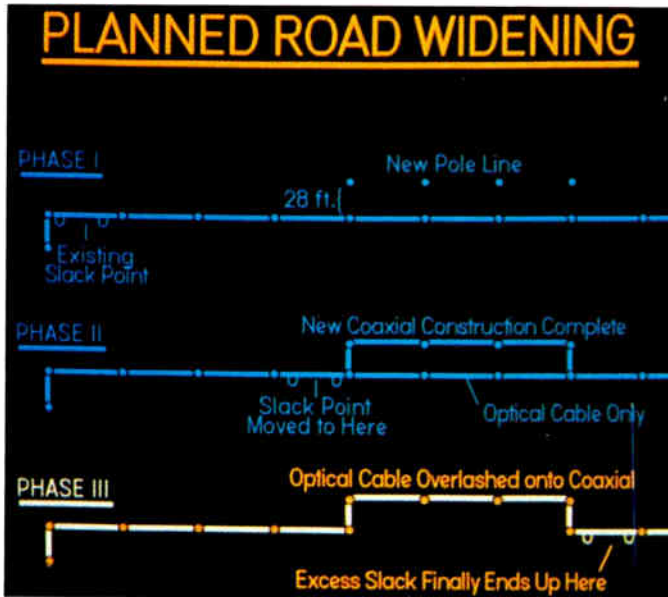 PLANNED ROAD WIDENING
PHASE I
New Pole Line
28 ft.
Existing
Slack Point
PHASE II
New Coaxial Construction Complete
Slack Point
Moved to Here
Optical Cable Only
PHASE III
Optical Cable Overlashed onto Coaxial
Excess Slack Finally Ends Up Here